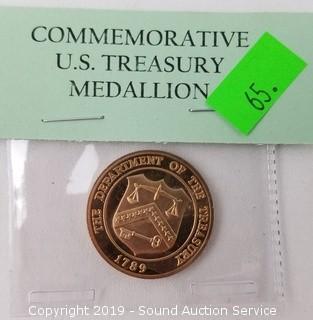 COMMEMORATIVE
U.S. TREASURY
MEDALLION
65.
THE DEPARTMENT OF THE TREASURY
1789
Copyright 2019 - Sound Auction Service